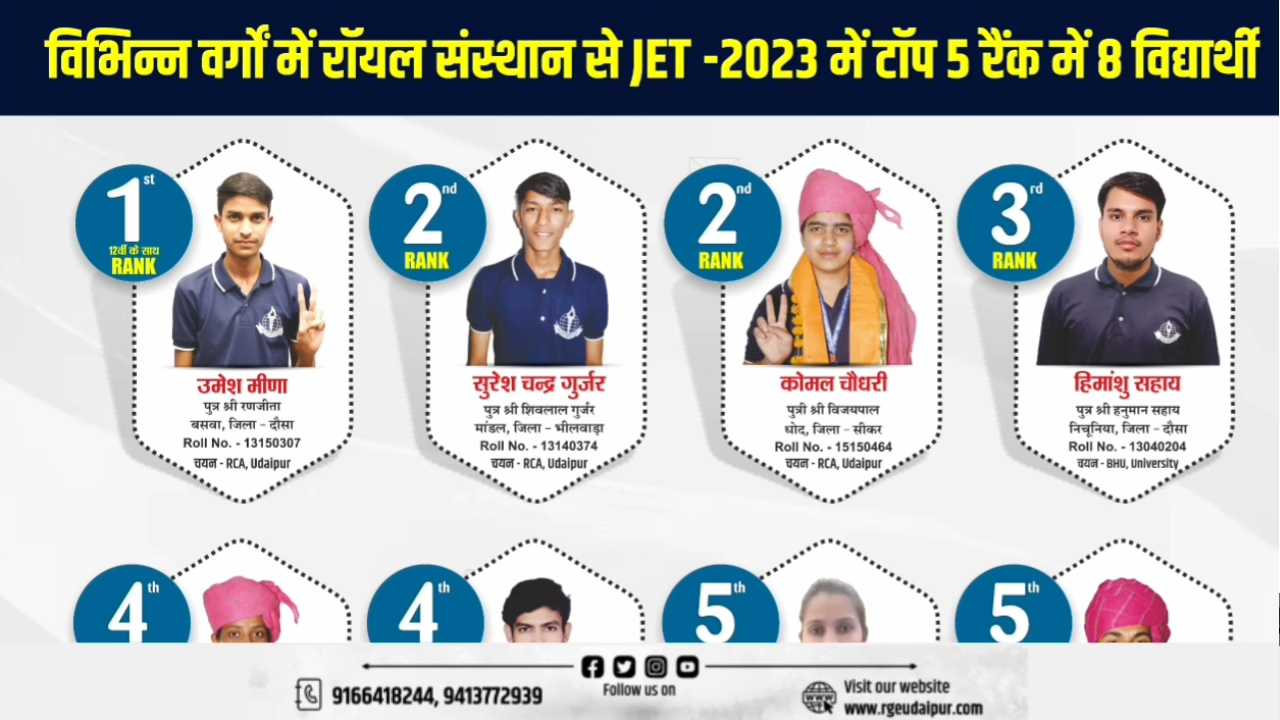 विभिन्न वर्गों में रॉयल संस्थान से JET -2023 में टॉप 5 रैंक में 8 विद्यार्थी
1st
12वीं के साथ
RANK
उमेश मीणा
पुत्र श्री रणजीता
बसवा, जिला - दौसा
Roll No. - 13150307
चयन - RCA, Udaipur
2nd
RANK
सुरेश चन्द्र गुर्जर
पुत्र श्री शिवलाल गुर्जर
मांडल, जिला - भीलवाड़ा
Roll No. - 13140374
चयन - RCA, Udaipur
2nd
RANK
कोमल चौधरी
पुत्री श्री विजयपाल
धोद, जिला - सीकर
Roll No. - 15150464
चयन - RCA, Udaipur
3rd
RANK
हिमांशु सहाय
पुत्र श्री हनुमान सहाय
निचूनिया, जिला - दौसा
Roll No. - 13040204
चयन - BHU, University
4th
4th
5th
5th
Follow us on
9166418244, 9413772939
Visit our website
www.rgeudaipur.com